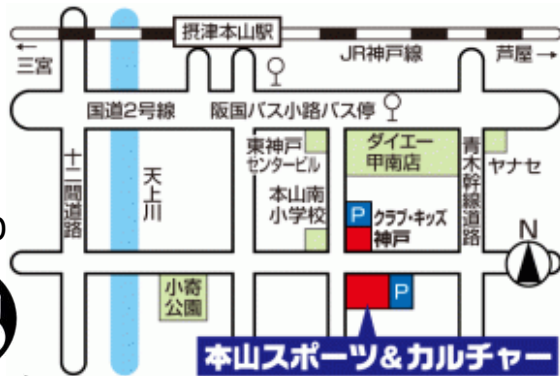 摂津本山駅
← 三宮
JR神戸線
芦屋 →
国道2号線
阪国バス小路バス停
十二間道路
天上川
東神戸
センタービル
本山南
小学校
ダイエー
甲南店
青木幹線道路
ヤナセ
P
クラブ・キッズ
神戸
N
小寄
公園
P
本山スポーツ&カルチャー